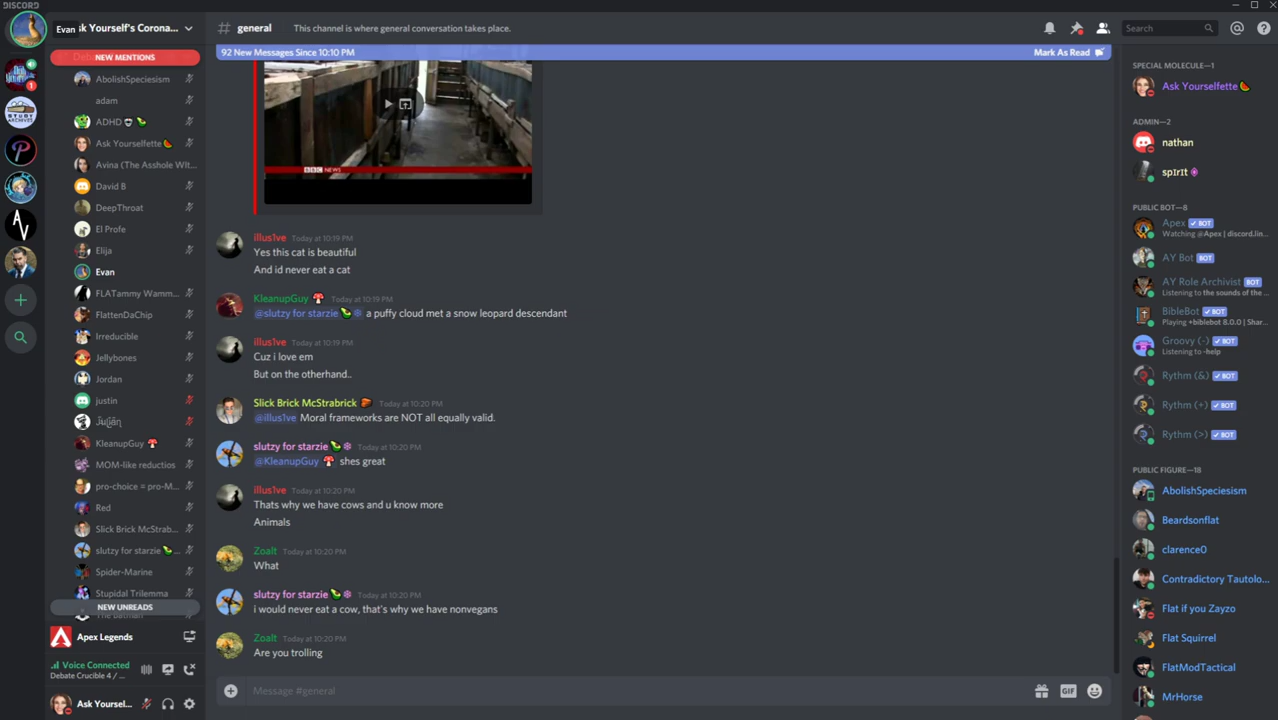 DISCORD
Evan
sk Yourself's Corona...
# general
This channel is where general conversation takes place.
Search
NEW MENTIONS
AbolishSpeciesism
adam
ADHD
Ask Yourselfette
Avina (The Asshole WIt...
David B
DeepThroat
El Profe
Elija
Evan
FLATammy Wamm...
FlattenDaChip
Irreducible
Jellybones
Jordan
justin
KleanupGuy
MOM-like reductios
pro-choice = pro-M...
Red
Slick Brick McStrab...
slutzy for starzie ...
Spider-Marine
Stupidal Trilemma
NEW UNREADS
Apex Legends
Voice Connected
Debate Crucible 4 / ...
Ask Yoursel...
92 New Messages Since 10:10 PM
Mark As Read
BBC NEWS
illus1ve Today at 10:19 PM
Yes this cat is beautiful
And id never eat a cat
KleanupGuy Today at 10:19 PM
@slutzy for starzie a puffy cloud met a snow leopard descendant
illus1ve Today at 10:19 PM
Cuz i love em
But on the otherhand..
Slick Brick McStrabrick Today at 10:20 PM
@illus1ve Moral frameworks are NOT all equally valid.
slutzy for starzie Today at 10:20 PM
@KleanupGuy shes great
illus1ve Today at 10:20 PM
Thats why we have cows and u know more
Animals
Zoalt Today at 10:20 PM
What
slutzy for starzie Today at 10:20 PM
i would never eat a cow, that's why we have nonvegans
Zoalt Today at 10:20 PM
Are you trolling
Message #general
GIF
SPECIAL MOLECULE—1
Ask Yourselfette
ADMIN—2
nathan
sp1r1t
PUBLIC BOT—8
Apex BOT
Watching @Apex | discordJin...
AY Bot BOT
AY Role Archivist BOT
Listening to the sounds of the...
BibleBot BOT
Playing +biblebot 8.0.0 | Shar...
Groovy (-) BOT
Listening to -help
Rythm (&) BOT
Rythm (+) BOT
Rythm (>) BOT
PUBLIC FIGURE—18
AbolishSpeciesism
Beardsonflat
clarence0
Contradictory Tautolo...
Flat if you Zayzo
Flat Squirrel
FlatModTactical
MrHorse